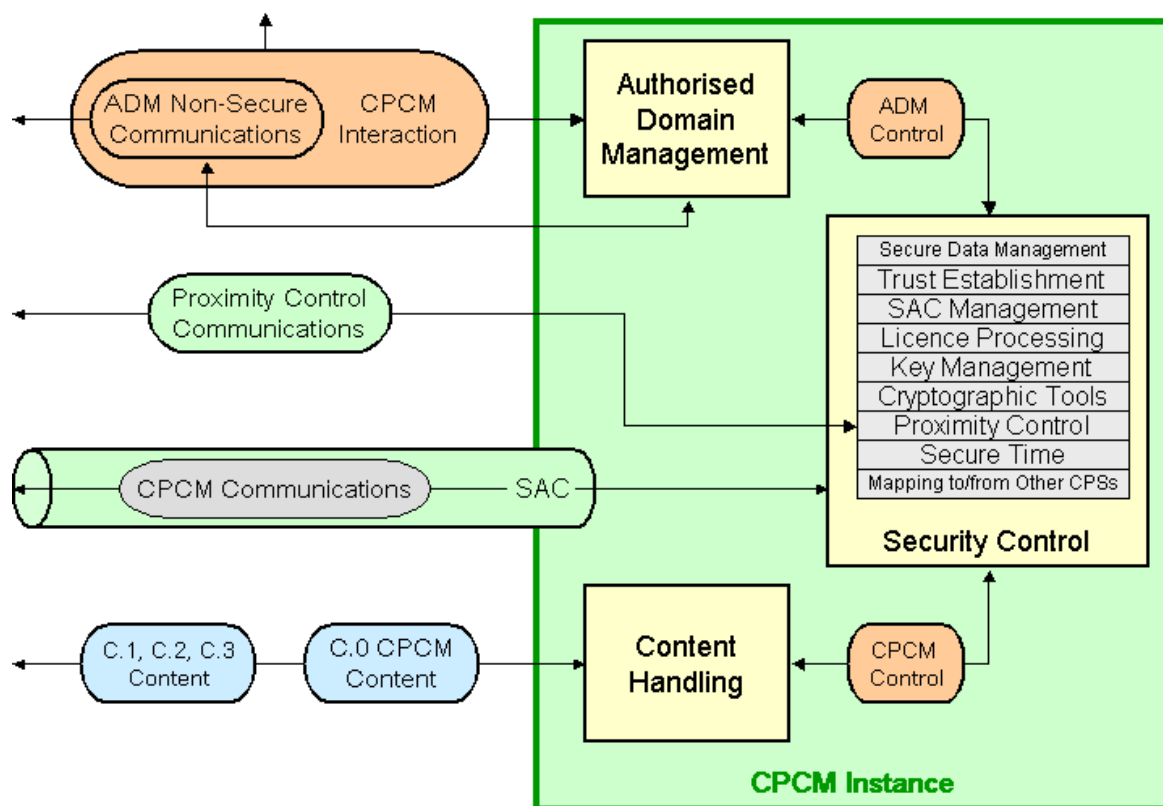 ADM Non-Secure
Communications
CPCM
Interaction
Authorised
Domain
Management
ADM
Control
Proximity Control
Communications
Secure Data Management
Trust Establishment
SAC Management
Licence Processing
Key Management
Cryptographic Tools
Proximity Control
Secure Time
Mapping to/from Other CPSs
Security Control
CPCM Communications
SAC
C.1, C.2, C.3
Content
C.0 CPCM
Content
Content
Handling
CPCM
Control
CPCM Instance